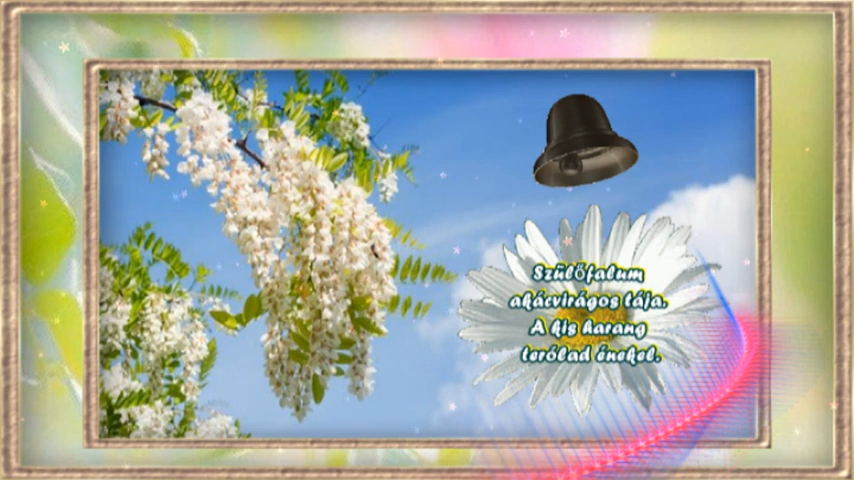 Szülőfalum
akácvirágos tája.
A kis harang
terólad énekel.